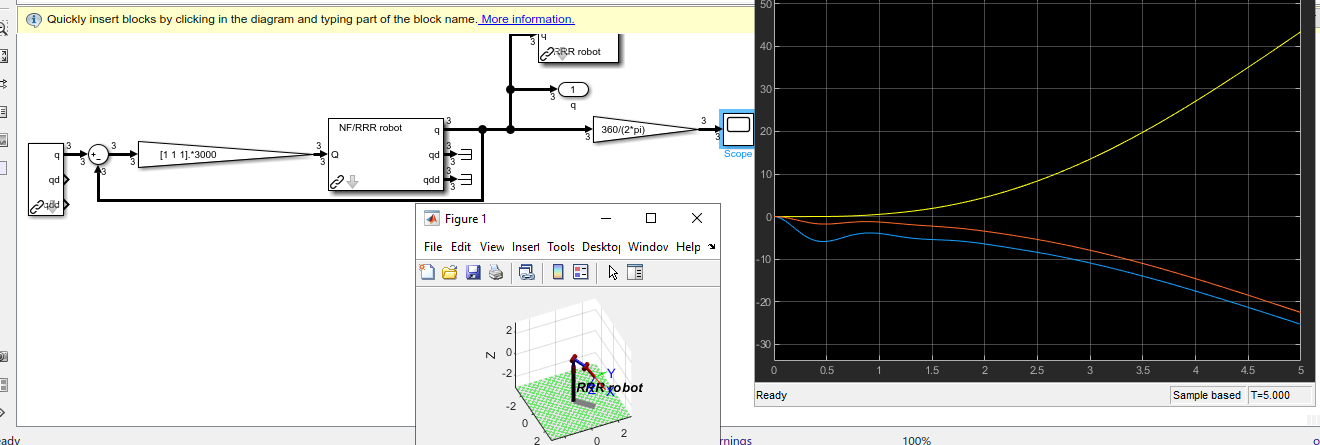 Quickly insert blocks by clicking in the diagram and typing part of the block name. More information.
q
3
RRR robot
3
1
q
NF/RRR robot
q
3
360/(2*pi)
3
3
3
Scope
q
3
3
+
-
3
3
[1 1 1].*3000
3
3
Q
qd
3
qdd
3
qd
qdd
3
Figure 1
File Edit View Insert Tools Desktop Window Help
2
0
-2
Z
-2
0
2
0
2
Y
X
Z
RRR robot
50
40
30
20
10
0
-10
-20
-30
0 0.5 1 1.5 2 2.5 3 3.5 4 4.5 5
Ready
Sample based
T=5.000
eady
rnings
100%